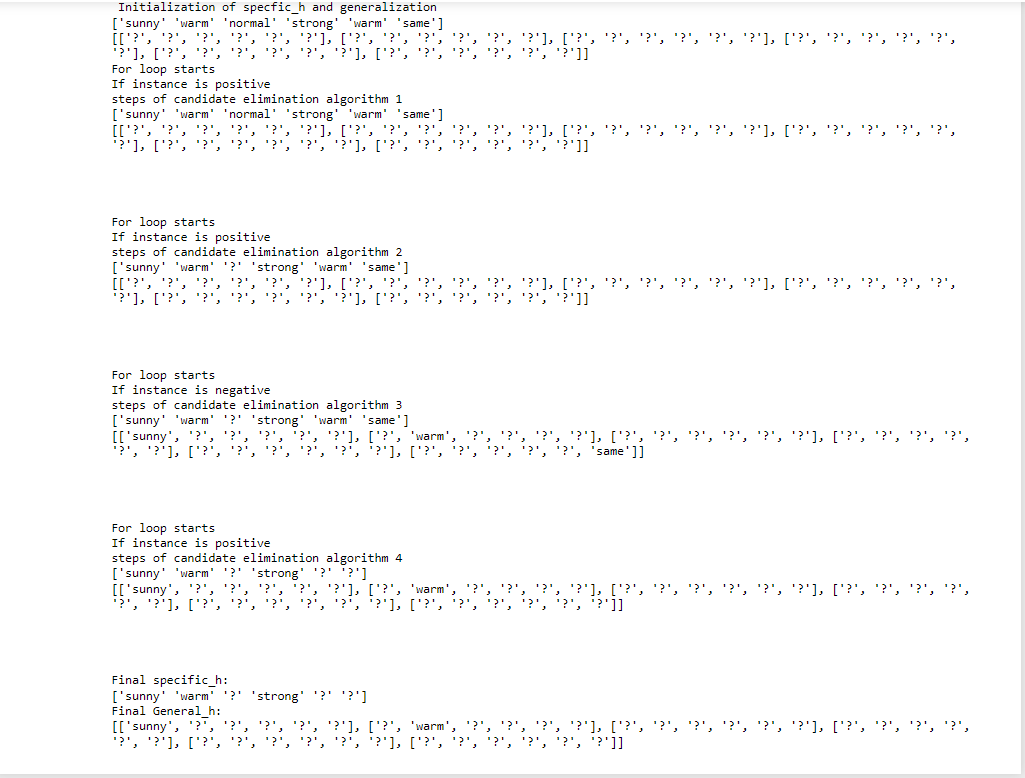 Initialization of specfic_h and generalization
['sunny' 'warm' 'normal' 'strong' 'warm' 'same']
[['?', '?', '?', '?', '?', '?'], ['?', '?', '?', '?', '?', '?'], ['?', '?', '?', '?', '?', '?'], ['?', '?', '?', '?', '?',
'?'], ['?', '?', '?', '?', '?', '?'], ['?', '?', '?', '?', '?', '?']]
For loop starts
If instance is positive
steps of candidate elimination algorithm 1
['sunny' 'warm' 'normal' 'strong' 'warm' 'same']
[['?', '?', '?', '?', '?', '?'], ['?', '?', '?', '?', '?', '?'], ['?', '?', '?', '?', '?', '?'], ['?', '?', '?', '?', '?',
'?'], ['?', '?', '?', '?', '?', '?'], ['?', '?', '?', '?', '?', '?']]
For loop starts
If instance is positive
steps of candidate elimination algorithm 2
['sunny' 'warm' '?' 'strong' 'warm' 'same']
[['?', '?', '?', '?', '?', '?'], ['?', '?', '?', '?', '?', '?'], ['?', '?', '?', '?', '?', '?'], ['?', '?', '?', '?', '?',
'?'], ['?', '?', '?', '?', '?', '?'], ['?', '?', '?', '?', '?', '?']]
For loop starts
If instance is negative
steps of candidate elimination algorithm 3
['sunny' 'warm' '?' 'strong' 'warm' 'same']
[['sunny', '?', '?', '?', '?', '?'], ['?', 'warm', '?', '?', '?', '?'], ['?', '?', '?', '?', '?', '?'], ['?', '?', '?', '?',
'?', '?'], ['?', '?', '?', '?', '?', '?'], ['?', '?', '?', '?', '?', 'same']]
For loop starts
If instance is positive
steps of candidate elimination algorithm 4
['sunny' 'warm' '?' 'strong' '?' '?']
[['sunny', '?', '?', '?', '?', '?'], ['?', 'warm', '?', '?', '?', '?'], ['?', '?', '?', '?', '?', '?'], ['?', '?', '?', '?',
'?', '?'], ['?', '?', '?', '?', '?', '?'], ['?', '?', '?', '?', '?', '?']]
Final specific_h:
['sunny' 'warm' '?' 'strong' '?' '?']
Final General_h:
[['sunny', '?', '?', '?', '?', '?'], ['?', 'warm', '?', '?', '?', '?'], ['?', '?', '?', '?', '?', '?'], ['?', '?', '?', '?',
'?', '?'], ['?', '?', '?', '?', '?', '?'], ['?', '?', '?', '?', '?', '?']]